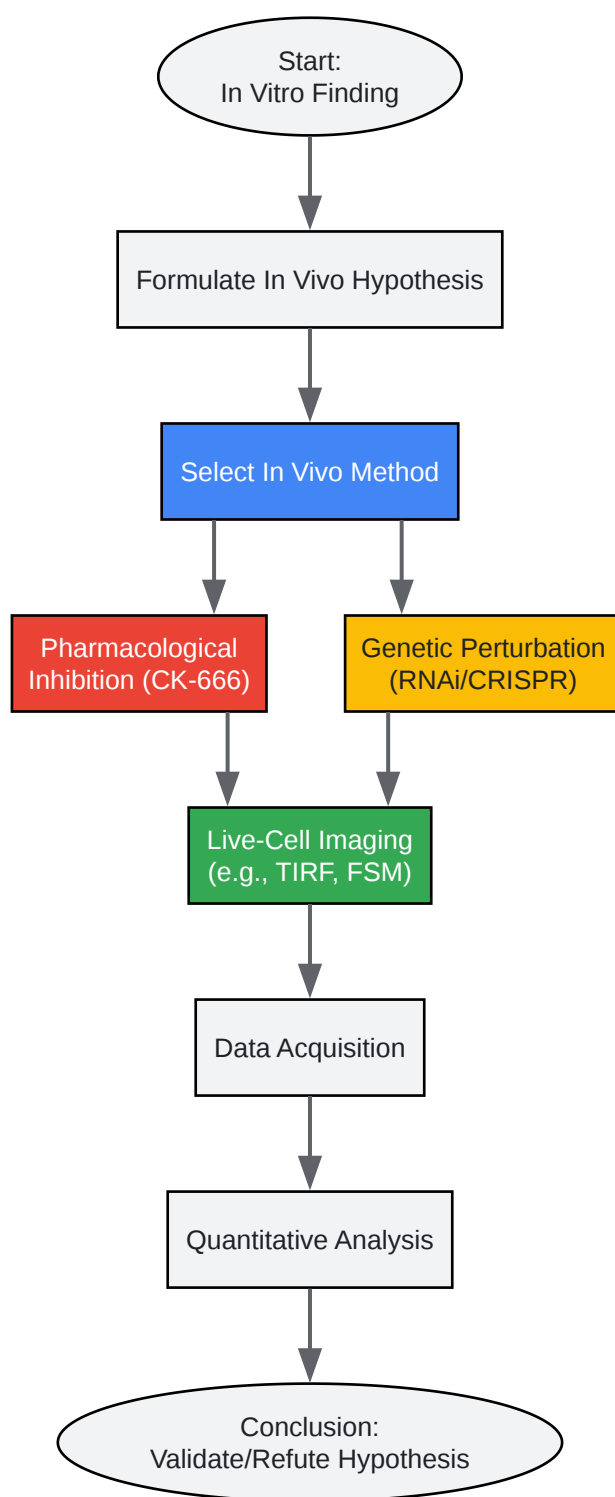 Start:
In Vitro Finding
Formulate In Vivo Hypothesis
Select In Vivo Method
Pharmacological
Inhibition (CK-666)
Genetic Perturbation
(RNAi/CRISPR)
Live-Cell Imaging
(e.g., TIRF, FSM)
Data Acquisition
Quantitative Analysis
Conclusion:
Validate/Refute Hypothesis